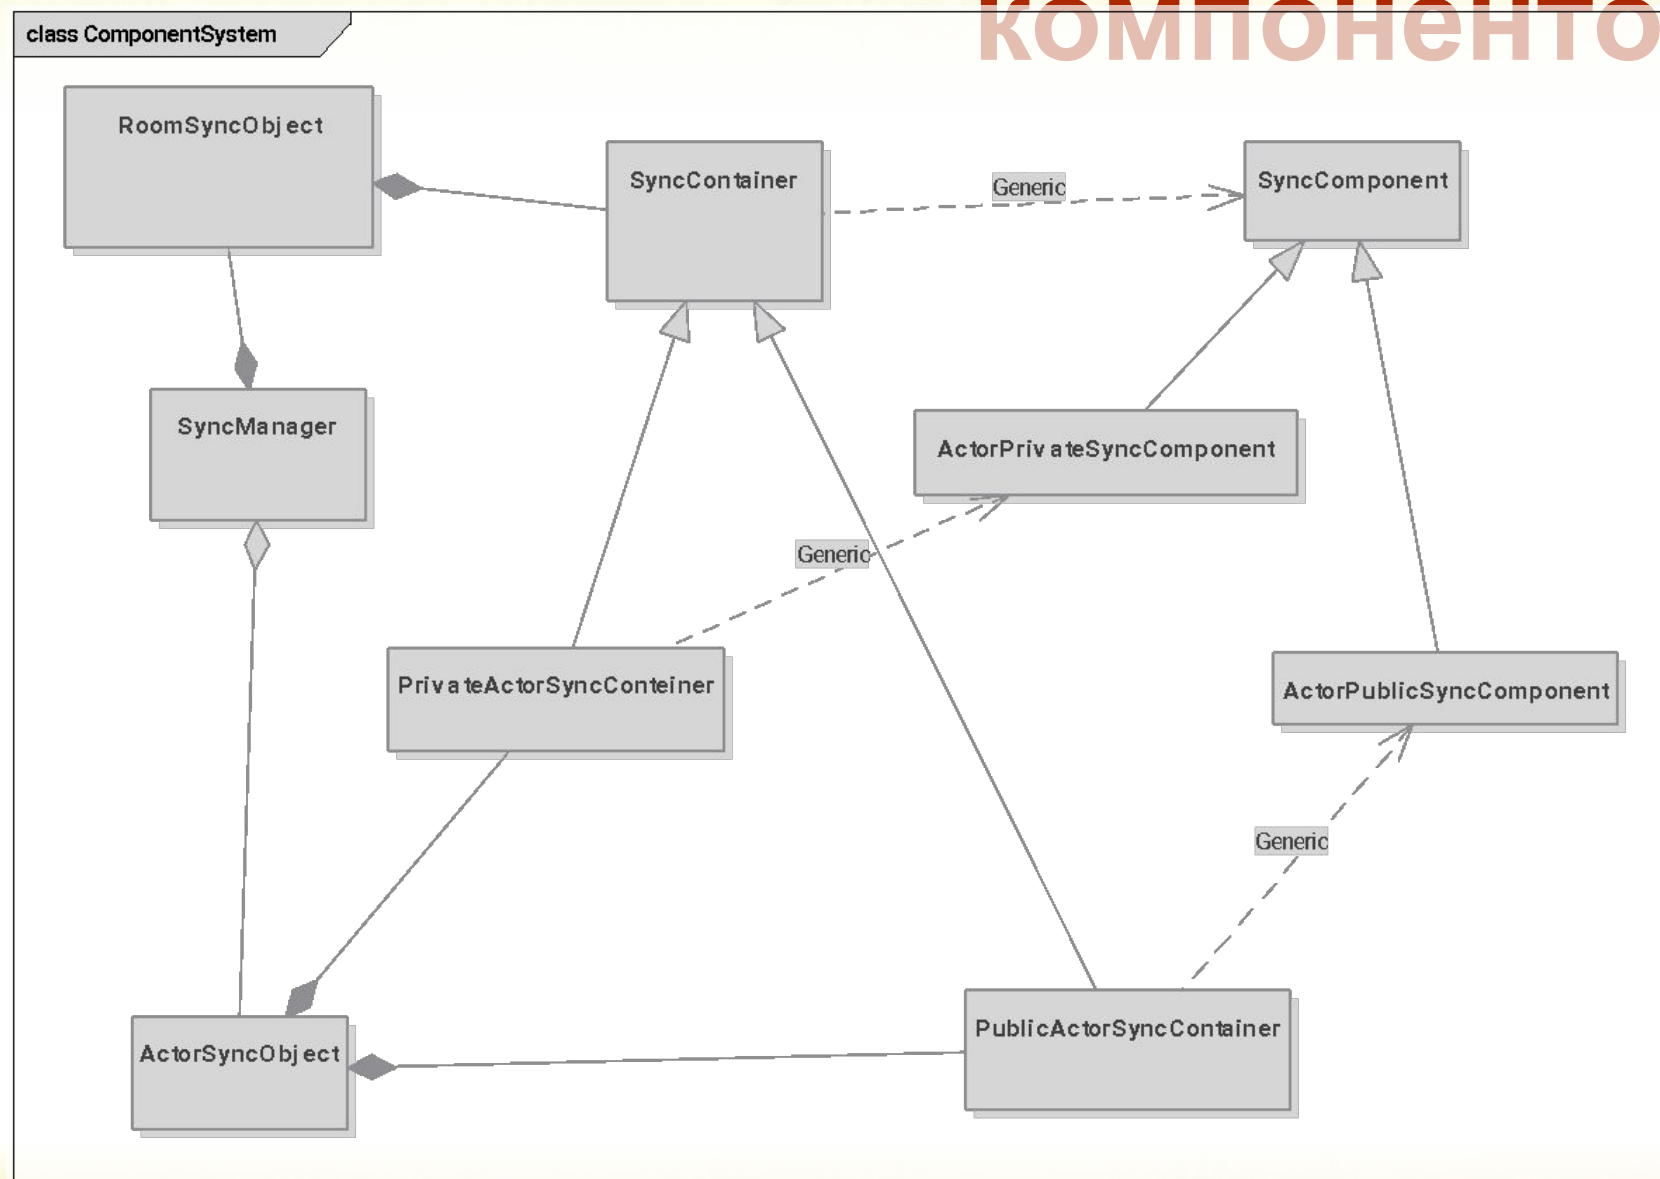 компоненто
class ComponentSystem
RoomSyncObject
SyncContainer
Generic
SyncComponent
SyncManager
ActorPrivateSyncComponent
Generic
PrivateActorSyncConteiner
ActorPublicSyncComponent
Generic
ActorSyncObject
PublicActorSyncContainer